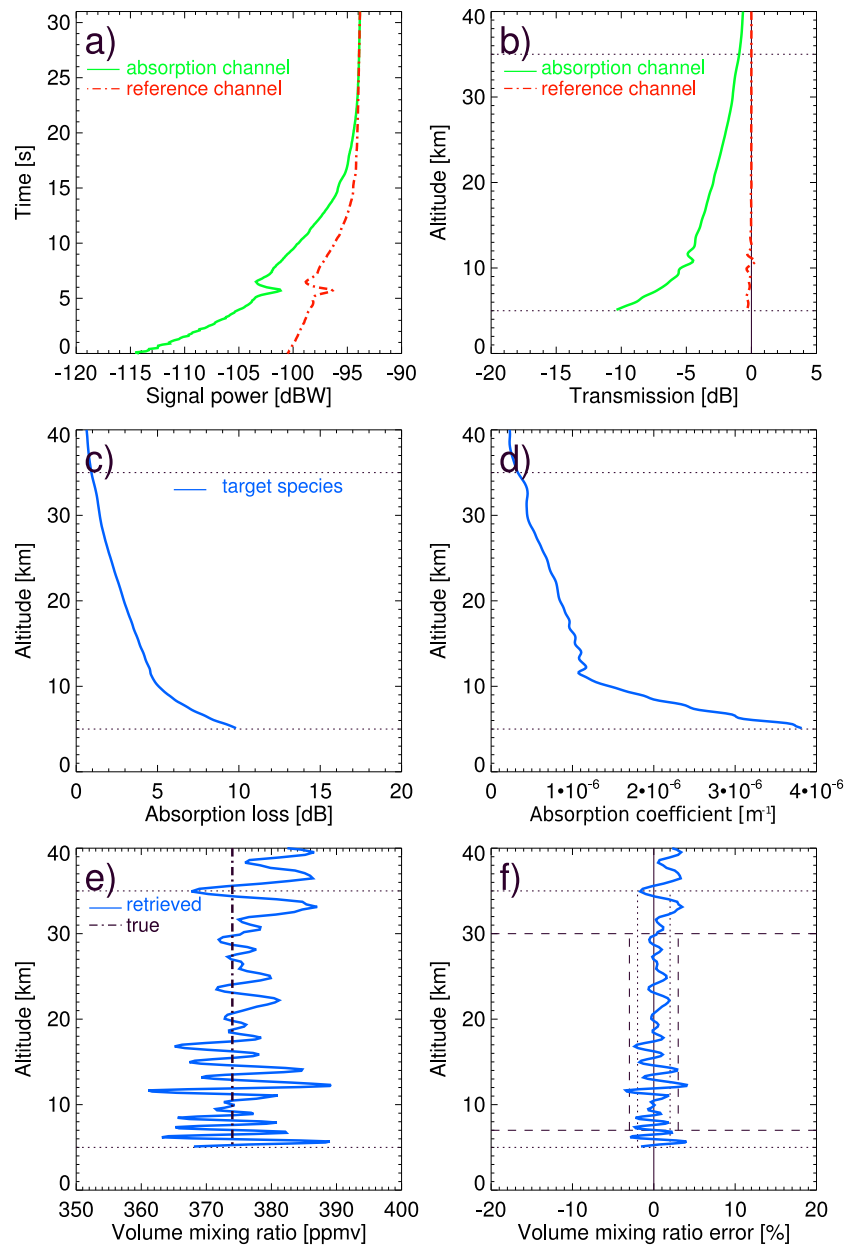 a)
absorption channel
reference channel
30
25
20
15
10
5
0
Time [s]
-120 -115 -110 -105 -100 -95 -90
Signal power [dBW]
b)
absorption channel
reference channel
40
30
20
10
0
Altitude [km]
-20 -15 -10 -5 0 5
Transmission [dB]
c)
target species
40
30
20
10
0
Altitude [km]
0 5 10 15 20
Absorption loss [dB]
d)
40
30
20
10
0
Altitude [km]
0 1•10⁻⁶ 2•10⁻⁶ 3•10⁻⁶ 4•10⁻⁶
Absorption coefficient [m⁻¹]
e)
retrieved
true
40
30
20
10
0
Altitude [km]
350 360 370 380 390 400
Volume mixing ratio [ppmv]
f)
40
30
20
10
0
Altitude [km]
-20 -10 0 10 20
Volume mixing ratio error [%]